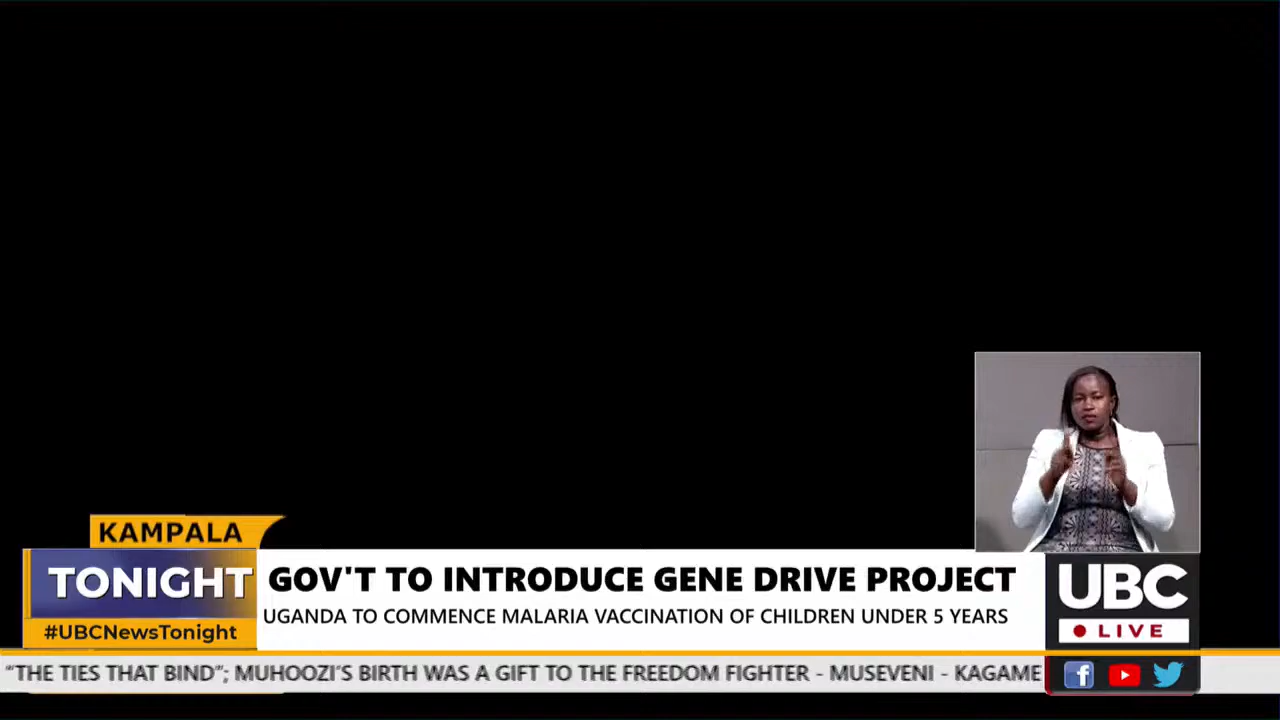 KAMPALA
TONIGHT
#UBCNewsTonight
GOV'T TO INTRODUCE GENE DRIVE PROJECT
UGANDA TO COMMENCE MALARIA VACCINATION OF CHILDREN UNDER 5 YEARS
UBC
LIVE
“THE TIES THAT BIND”; MUHOOZI’S BIRTH WAS A GIFT TO THE FREEDOM FIGHTER - MUSEVENI - KAGAME